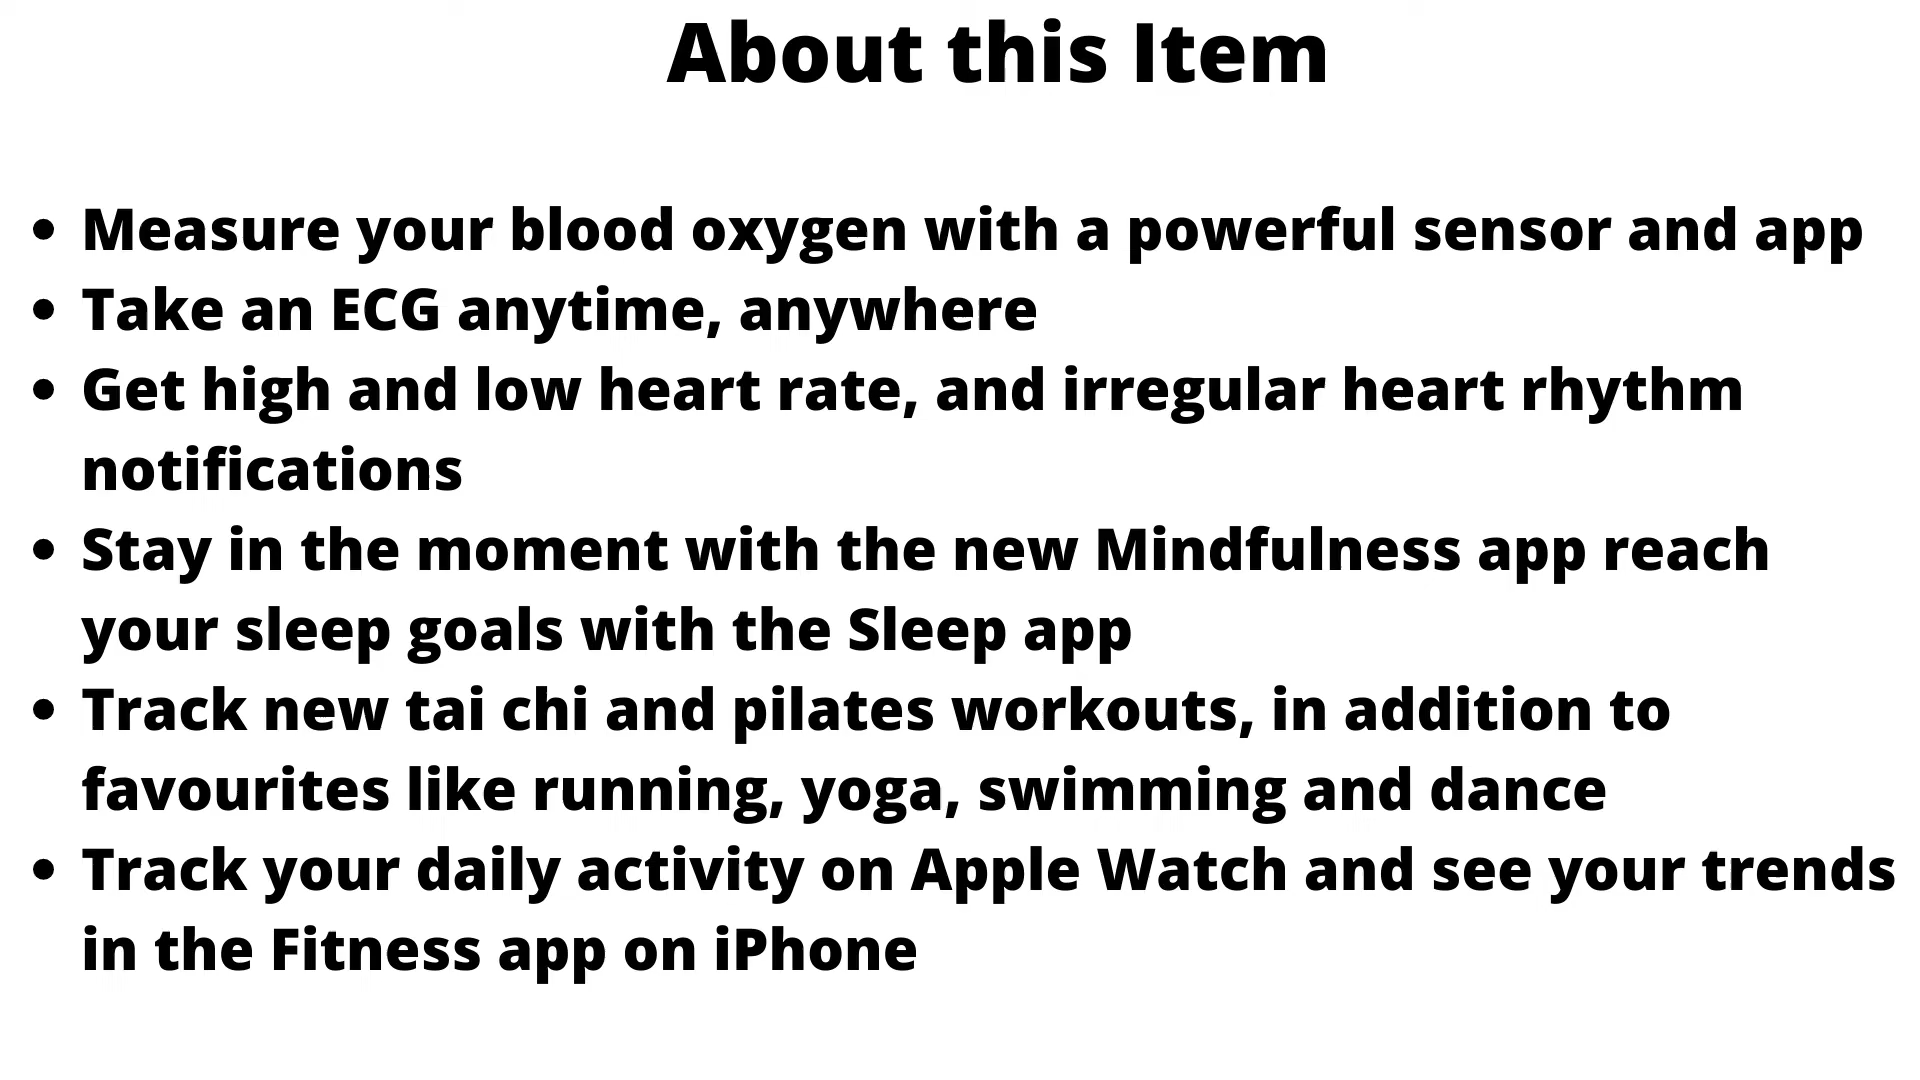 About this Item
• Measure your blood oxygen with a powerful sensor and app
• Take an ECG anytime, anywhere
• Get high and low heart rate, and irregular heart rhythm
notifications
• Stay in the moment with the new Mindfulness app reach
your sleep goals with the Sleep app
• Track new tai chi and pilates workouts, in addition to
favourites like running, yoga, swimming and dance
• Track your daily activity on Apple Watch and see your trends
in the Fitness app on iPhone